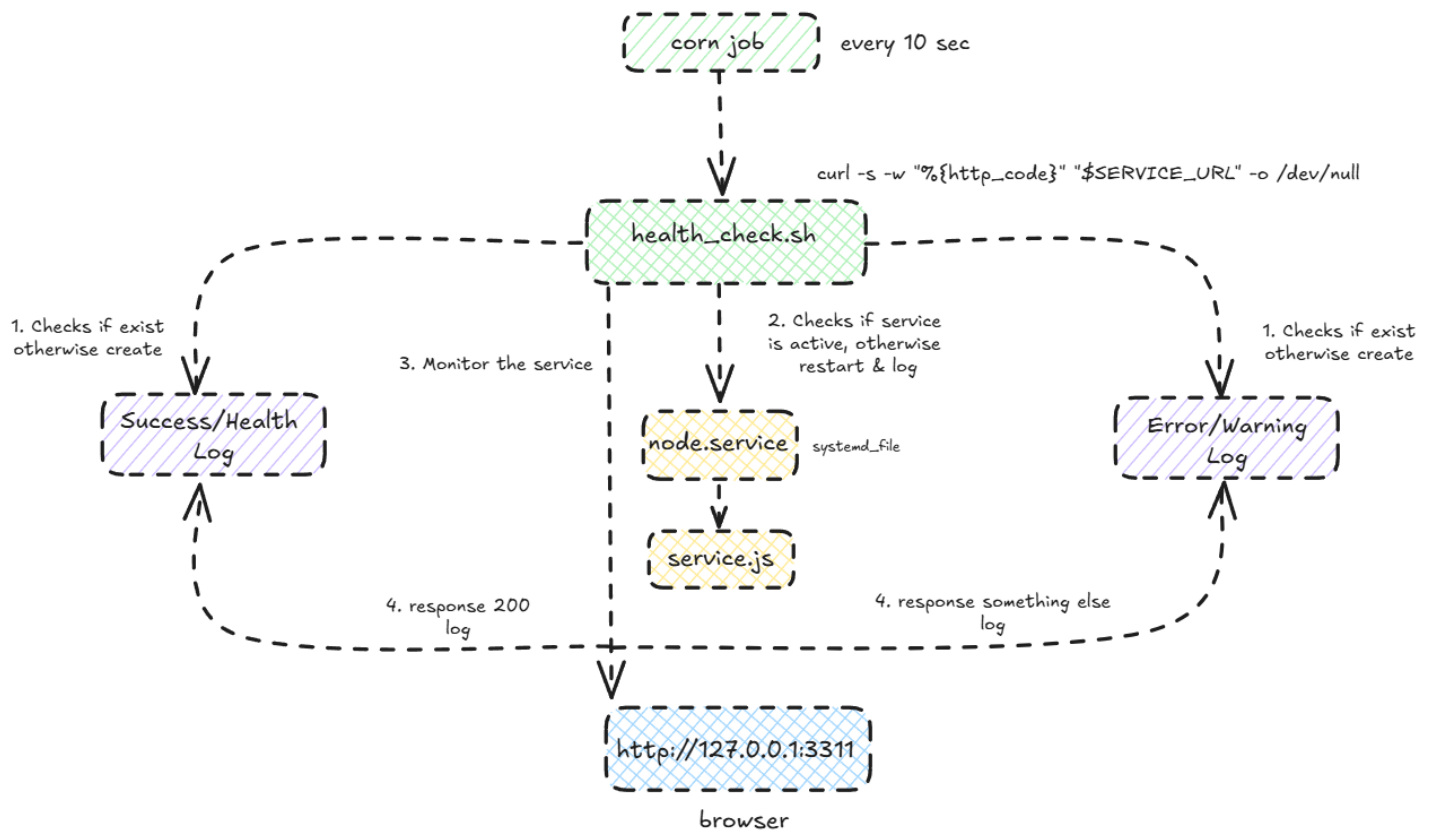 corn job
every 10 sec
curl -s -w "%{http_code}" "$SERVICE_URL" -o /dev/null
health_check.sh
1. Checks if exist
otherwise create
3. Monitor the service
2. Checks if service
is active, otherwise
restart & log
1. Checks if exist
otherwise create
Success/Health
Log
node.service
systemd_file
Error/Warning
Log
service.js
4. response 200
log
4. response something else
log
http://127.0.0.1:3311
browser